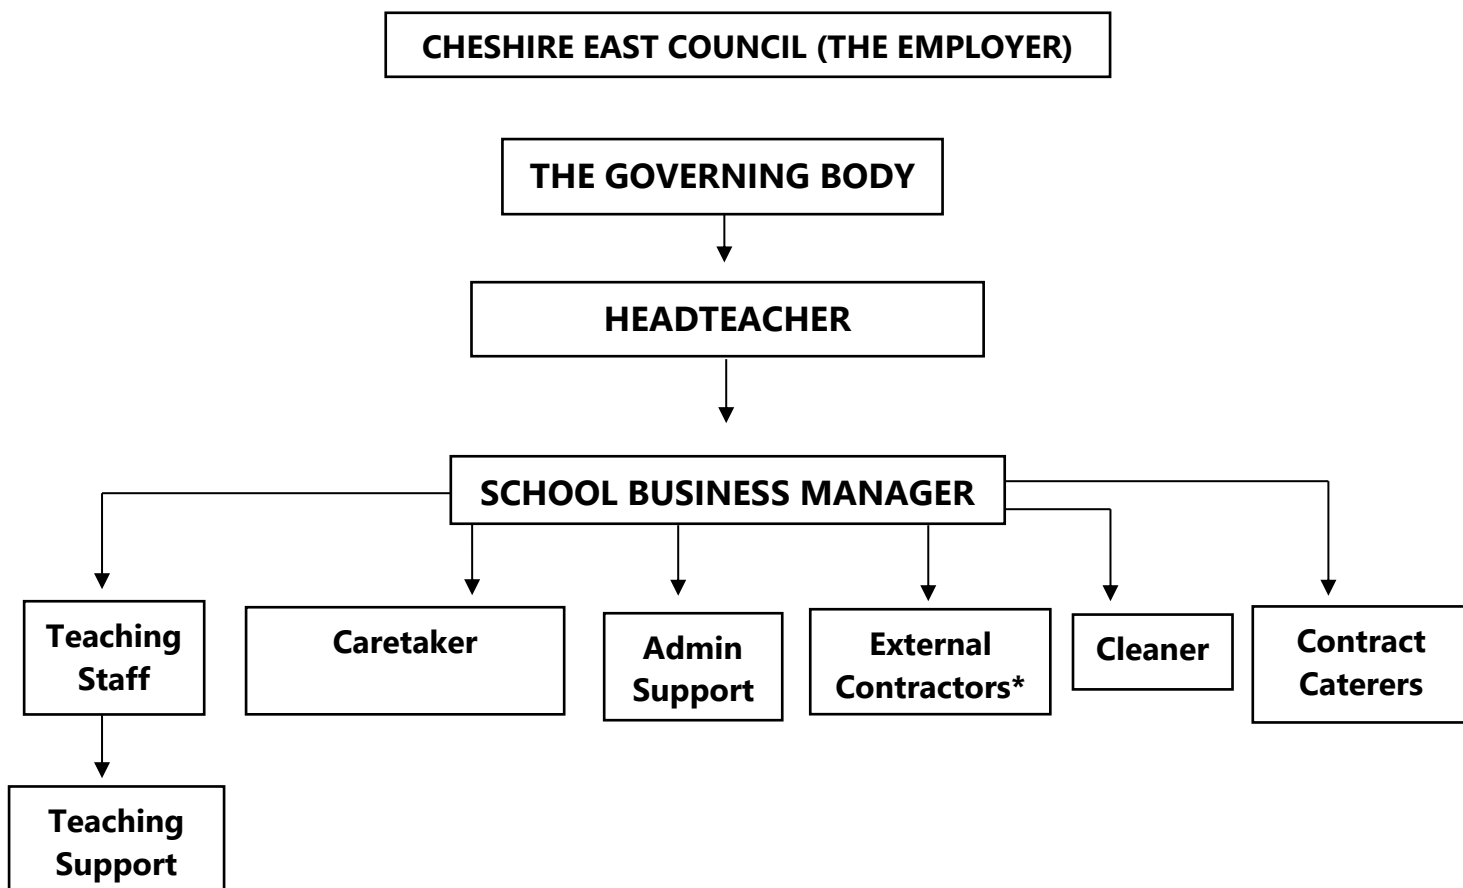 CHESHIRE EAST COUNCIL (THE EMPLOYER)
THE GOVERNING BODY
HEADTEACHER
SCHOOL BUSINESS MANAGER
Teaching
Staff
Caretaker
Admin
Support
External
Contractors*
Cleaner
Contract
Caterers
Teaching
Support